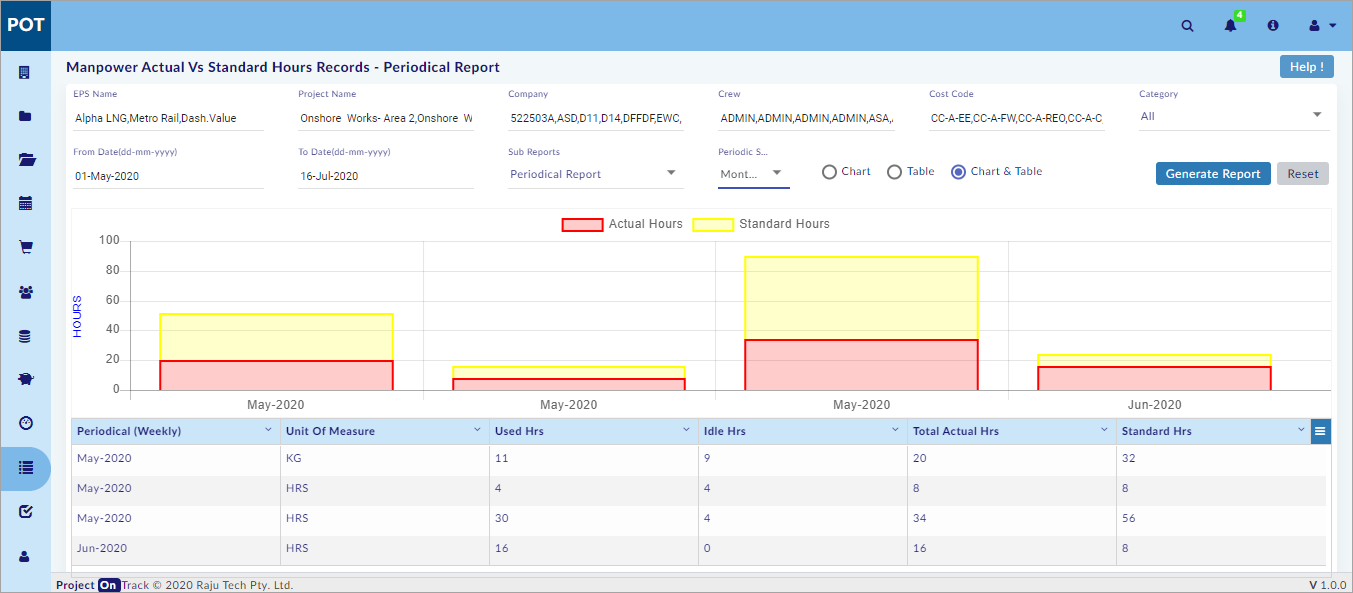 POT
4
Manpower Actual Vs Standard Hours Records - Periodical Report
Help !
EPS Name Project Name Company Crew Cost Code Category
Alpha LNG,Metro Rail,Dash.Value Onshore Works- Area 2,Onshore W 522503A,ASD,D11,D14,DFFDF,EWC, ADMIN,ADMIN,ADMIN,ADMIN,ASA, CC-A-EE,CC-A-FW,CC-A-REO,CC-A-C All
From Date(dd-mm-yyyy) To Date(dd-mm-yyyy) Sub Reports Periodic S...
01-May-2020 16-Jul-2020 Periodical Report Mont... Chart Table Chart & Table Generate Report Reset
Actual Hours Standard Hours
HOURS
100
80
60
40
20
0
May-2020 May-2020 May-2020 Jun-2020
Periodical (Weekly) Unit Of Measure Used Hrs Idle Hrs Total Actual Hrs Standard Hrs
May-2020 KG 11 9 20 32
May-2020 HRS 4 4 8 8
May-2020 HRS 30 4 34 56
Jun-2020 HRS 16 0 16 8
Project On Track © 2020 Raju Tech Pty. Ltd. V 1.0.0